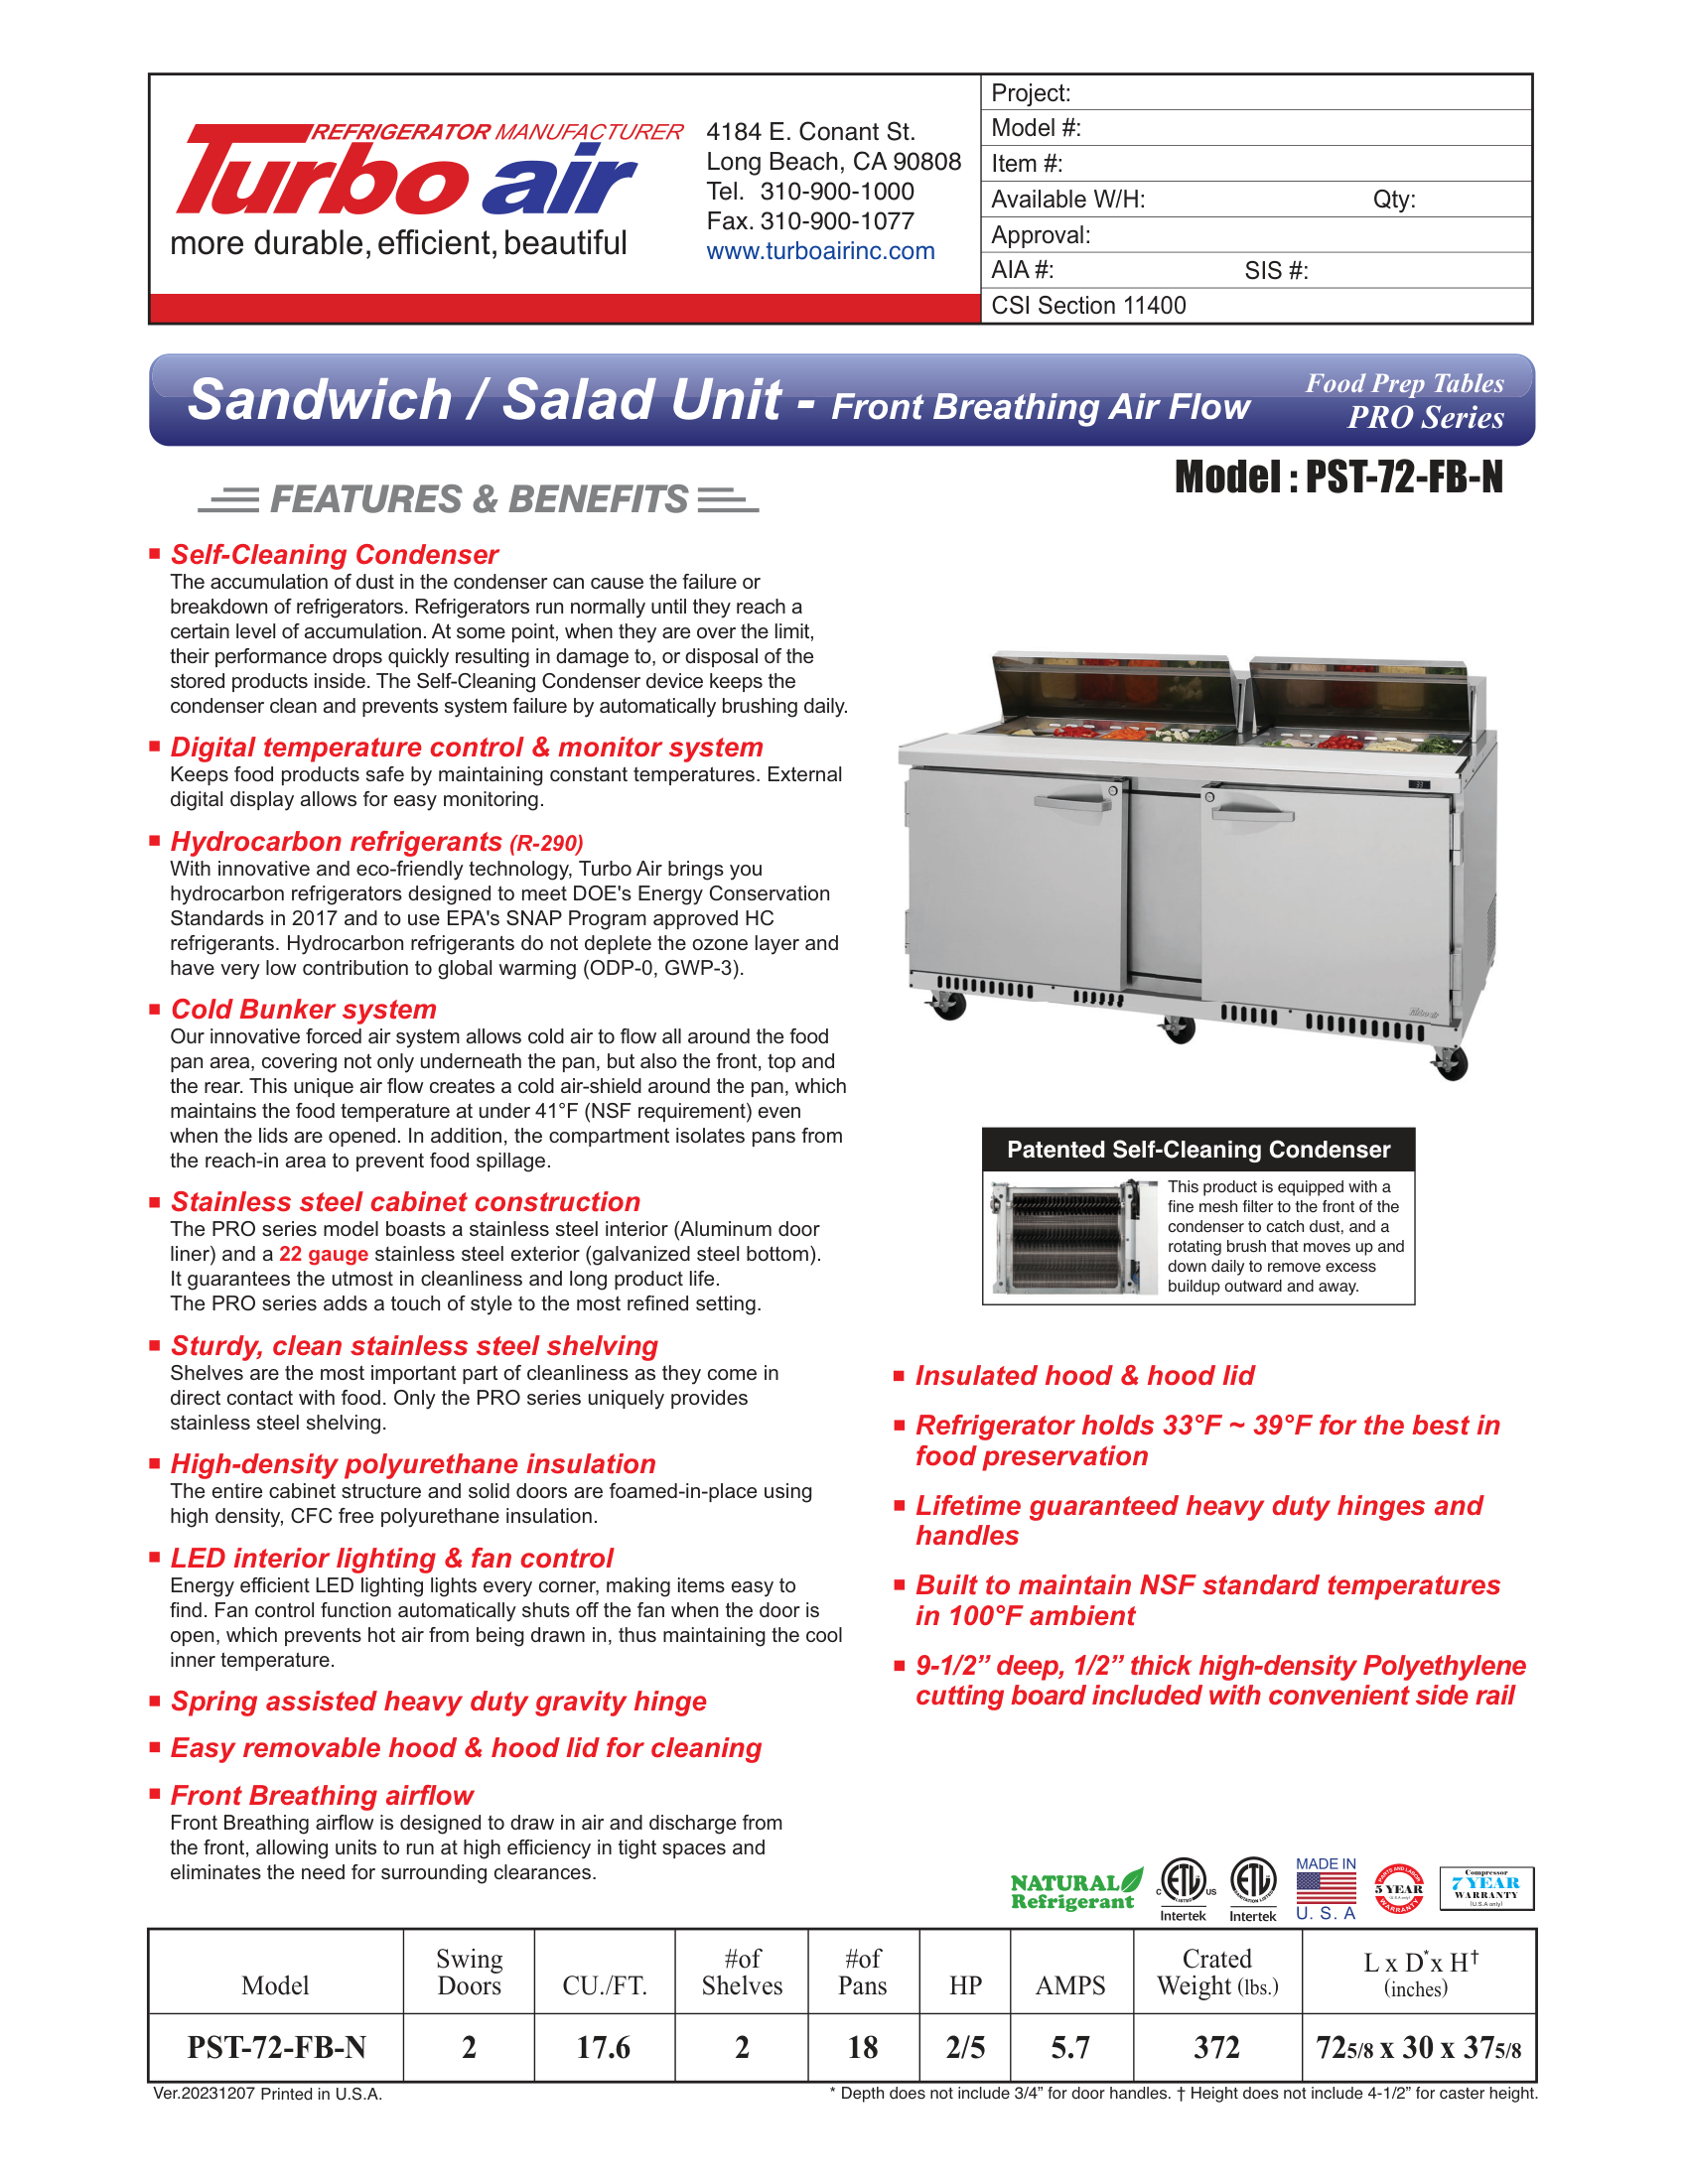 REFRIGERATOR MANUFACTURER
Turbo air
more durable, efficient, beautiful
4184 E. Conant St.
Long Beach, CA 90808
Tel. 310-900-1000
Fax. 310-900-1077
www.turboairinc.com
Project:
Model #:
Item #:
Available W/H: Qty:
Approval:
AIA #: SIS #:
CSI Section 11400
Sandwich / Salad Unit - Front Breathing Air Flow
Food Prep Tables
PRO Series
Model : PST-72-FB-N
FEATURES & BENEFITS
Self-Cleaning Condenser
The accumulation of dust in the condenser can cause the failure or
breakdown of refrigerators. Refrigerators run normally until they reach a
certain level of accumulation. At some point, when they are over the limit,
their performance drops quickly resulting in damage to, or disposal of the
stored products inside. The Self-Cleaning Condenser device keeps the
condenser clean and prevents system failure by automatically brushing daily.
Digital temperature control & monitor system
Keeps food products safe by maintaining constant temperatures. External
digital display allows for easy monitoring.
Hydrocarbon refrigerants (R-290)
With innovative and eco-friendly technology, Turbo Air brings you
hydrocarbon refrigerators designed to meet DOE's Energy Conservation
Standards in 2017 and to use EPA's SNAP Program approved HC
refrigerants. Hydrocarbon refrigerants do not deplete the ozone layer and
have very low contribution to global warming (ODP-0, GWP-3).
Cold Bunker system
Our innovative forced air system allows cold air to flow all around the food
pan area, covering not only underneath the pan, but also the front, top and
the rear. This unique air flow creates a cold air-shield around the pan, which
maintains the food temperature at under 41°F (NSF requirement) even
when the lids are opened. In addition, the compartment isolates pans from
the reach-in area to prevent food spillage.
Stainless steel cabinet construction
The PRO series model boasts a stainless steel interior (Aluminum door
liner) and a 22 gauge stainless steel exterior (galvanized steel bottom).
It guarantees the utmost in cleanliness and long product life.
The PRO series adds a touch of style to the most refined setting.
Sturdy, clean stainless steel shelving
Shelves are the most important part of cleanliness as they come in
direct contact with food. Only the PRO series uniquely provides
stainless steel shelving.
High-density polyurethane insulation
The entire cabinet structure and solid doors are foamed-in-place using
high density, CFC free polyurethane insulation.
LED interior lighting & fan control
Energy efficient LED lighting lights every corner, making items easy to
find. Fan control function automatically shuts off the fan when the door is
open, which prevents hot air from being drawn in, thus maintaining the cool
inner temperature.
Spring assisted heavy duty gravity hinge
Easy removable hood & hood lid for cleaning
Front Breathing airflow
Front Breathing airflow is designed to draw in air and discharge from
the front, allowing units to run at high efficiency in tight spaces and
eliminates the need for surrounding clearances.
Turbo air
Patented Self-Cleaning Condenser
This product is equipped with a
fine mesh filter to the front of the
condenser to catch dust, and a
rotating brush that moves up and
down daily to remove excess
buildup outward and away.
Insulated hood & hood lid
Refrigerator holds 33°F ~ 39°F for the best in
food preservation
Lifetime guaranteed heavy duty hinges and
handles
Built to maintain NSF standard temperatures
in 100°F ambient
9-1/2” deep, 1/2” thick high-density Polyethylene
cutting board included with convenient side rail
NATURAL
Refrigerant
C ETL US
LISTED
Intertek
ETL
SANITATION LISTED
Intertek
MADE IN
U. S. A
PARTS AND LABOR
5 YEAR
(U.S.A only)
WARRANTY
Compressor
7 YEAR
WARRANTY
(U.S.A only)
Model Swing Doors CU./FT. #of Shelves #of Pans HP AMPS Crated Weight (lbs.) L x D* x H† (inches)
PST-72-FB-N 2 17.6 2 18 2/5 5.7 372 72 5/8 x 30 x 37 5/8
Ver.20231207 Printed in U.S.A.
* Depth does not include 3/4” for door handles. † Height does not include 4-1/2” for caster height.